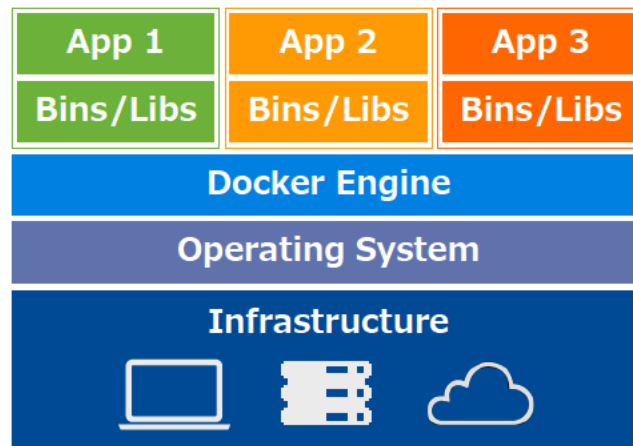 App 1
App 2
App 3
Bins/Libs
Bins/Libs
Bins/Libs
Docker Engine
Operating System
Infrastructure